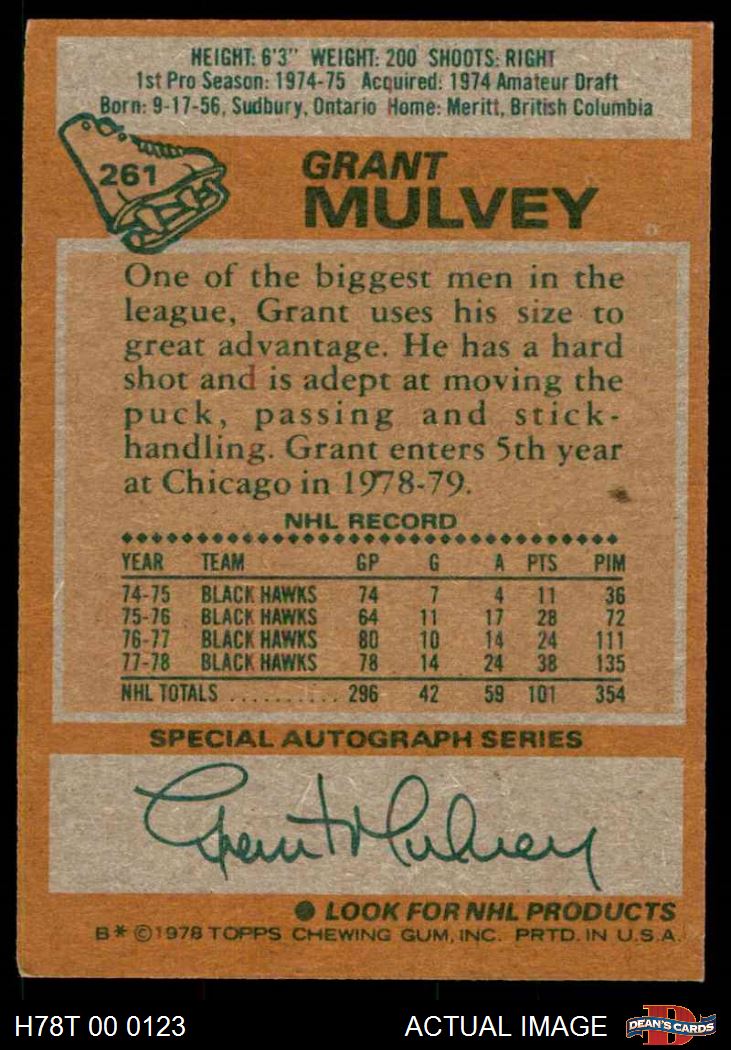 HEIGHT: 6'3" WEIGHT: 200 SHOOTS: RIGHT
1st Pro Season: 1974-75 Acquired: 1974 Amateur Draft
Born: 9-17-56, Sudbury, Ontario Home: Meritt, British Columbia
261
GRANT
MULVEY
One of the biggest men in the
league, Grant uses his size to
great advantage. He has a hard
shot and is adept at moving the
puck, passing and stick-
handling. Grant enters 5th year
at Chicago in 1978-79.
NHL RECORD
YEAR TEAM GP G A PTS PIM
74-75 BLACK HAWKS 74 7 4 11 36
75-76 BLACK HAWKS 64 11 17 28 72
76-77 BLACK HAWKS 80 10 14 24 111
77-78 BLACK HAWKS 78 14 24 38 135
NHL TOTALS .......... 296 42 59 101 354
SPECIAL AUTOGRAPH SERIES
Grant Mulvey
● LOOK FOR NHL PRODUCTS
B* ©1978 TOPPS CHEWING GUM, INC. PRTD. IN U.S.A.
H78T 00 0123 ACTUAL IMAGE
D
DEAN'S CARDS